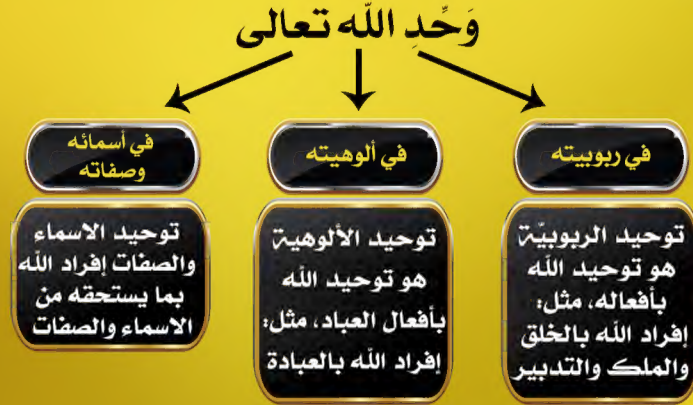 وَحِّدِ اللّه تعالى
في ربوبيته
توحيد الربوبيّة
هو توحيد الله
بأفعاله، مثل:
إفراد الله بالخلق
والملك والتدبير
في ألوهيته
توحيد الألوهية
هو توحيد الله
بأفعال العباد، مثل:
إفراد الله بالعبادة
في أسمائه
وصفاته
توحيد الاسماء
والصفات إفراد الله
بما يستحقه من
الاسماء والصفات